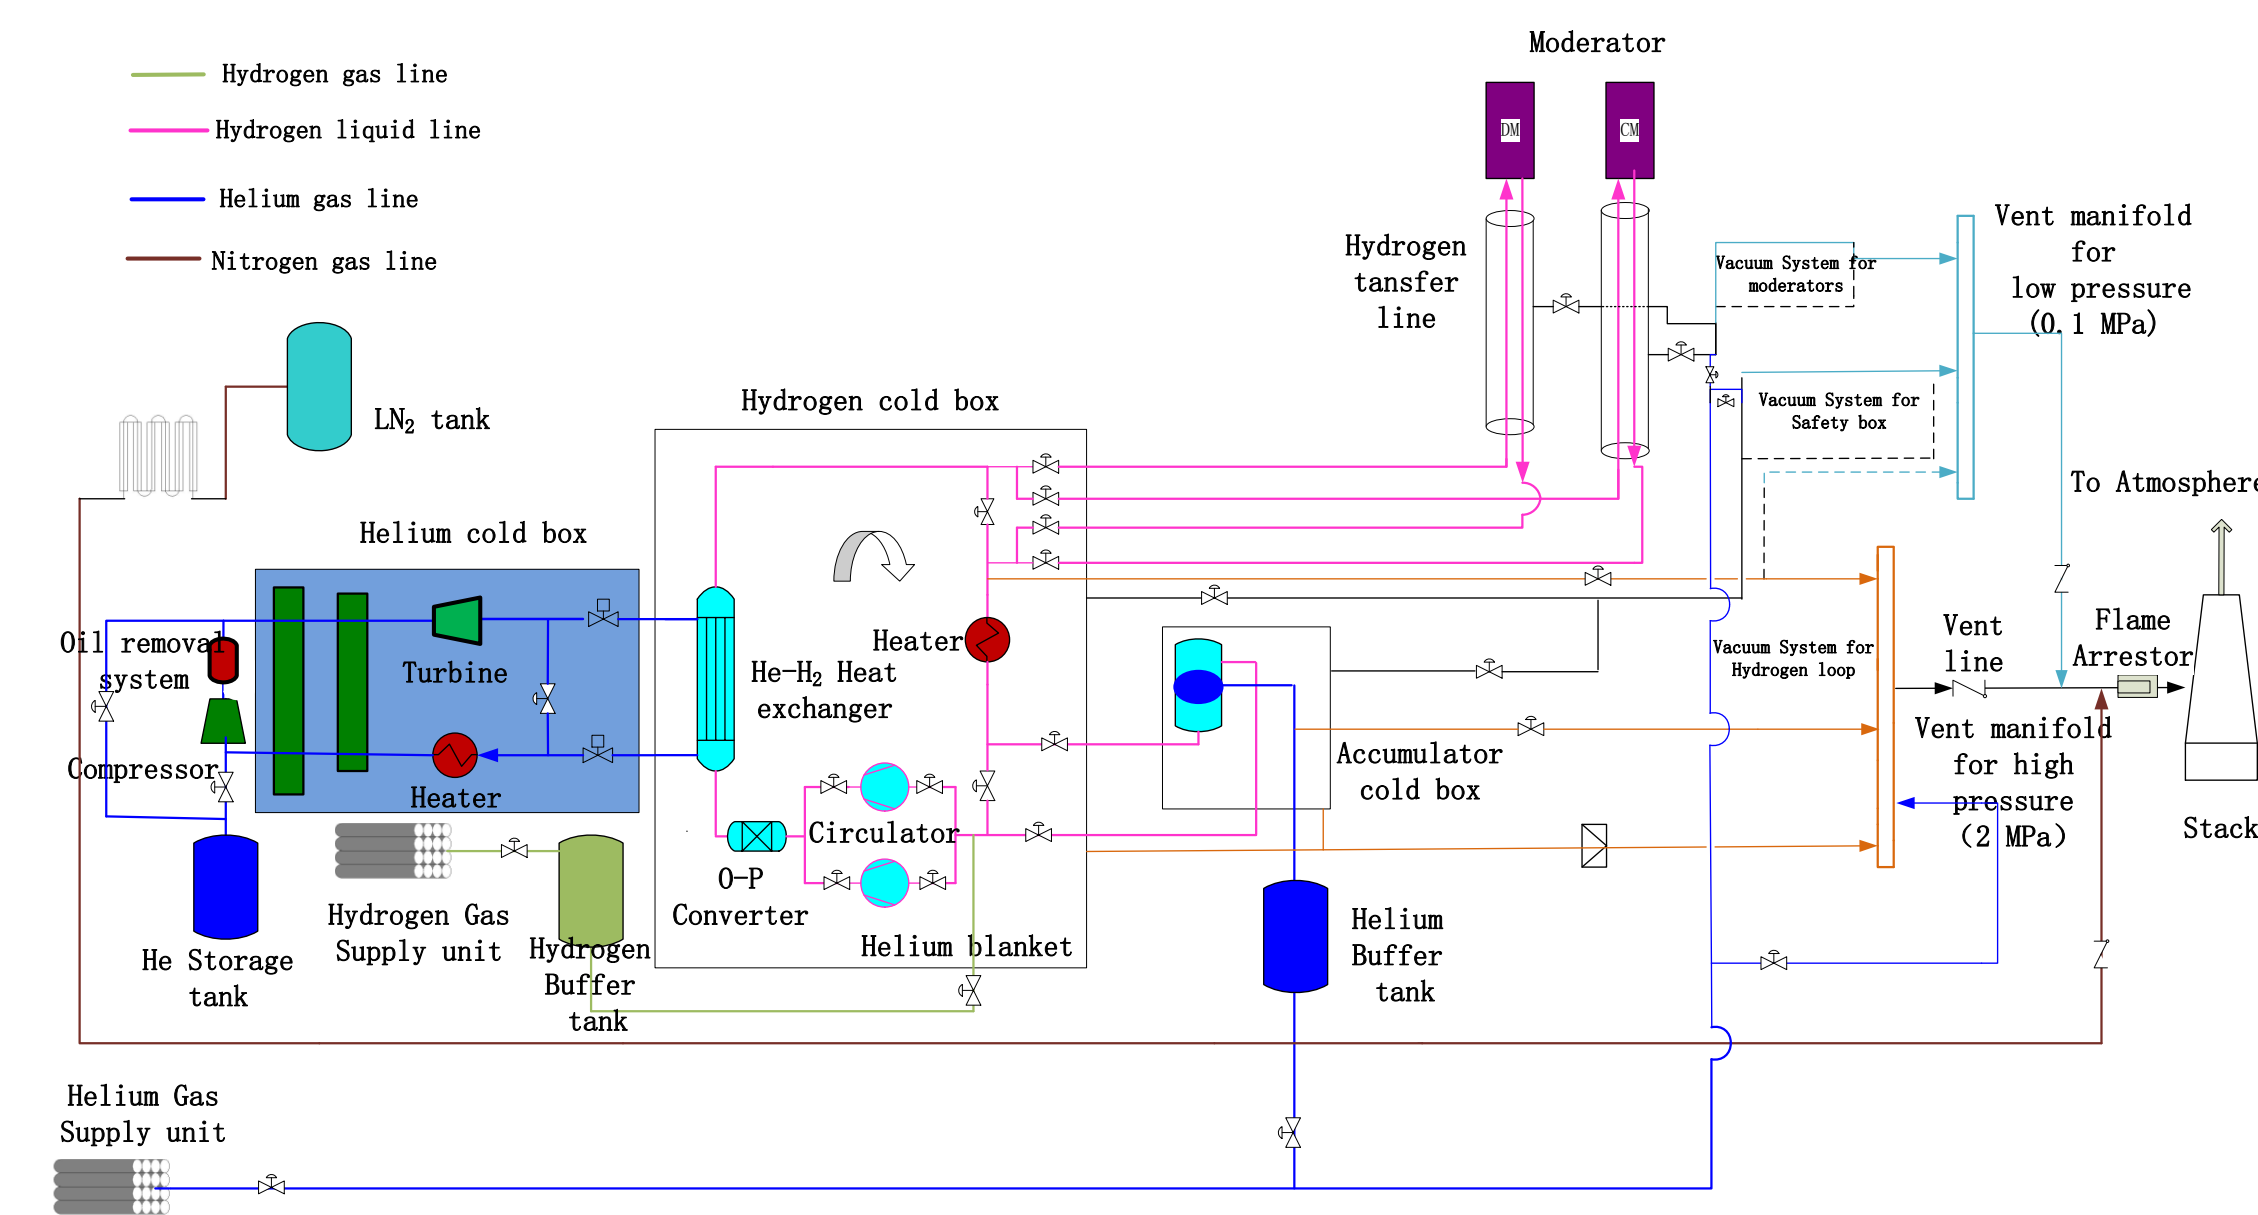 Moderator
Hydrogen gas line
Hydrogen liquid line
Helium gas line
Nitrogen gas line
DM
CM
Hydrogen
tansfer
line
Vacuum System for
moderators
Vent manifold
for
low pressure
(0.1 MPa)
LN₂ tank
Hydrogen cold box
Vacuum System for
Safety box
To Atmosphere
Helium cold box
Oil removal
system
Turbine
Heater
He-H₂ Heat
exchanger
Heater
Compressor
Vacuum System for
Hydrogen loop
Vent
line
Flame
Arrestor
Vent manifold
for high
pressure
(2 MPa)
Accumulator
cold box
Circulator
O-P
Converter
Stack
Hydrogen Gas
Supply unit
Hydrogen
Buffer
tank
Helium blanket
Helium
Buffer
tank
He Storage
tank
Helium Gas
Supply unit